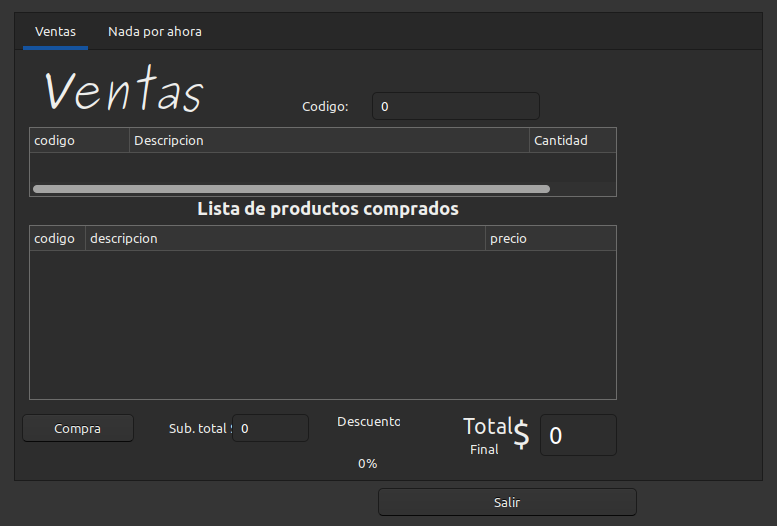 Ventas Nada por ahora
Ventas
Codigo: 0
codigo Descripcion Cantidad
Lista de productos comprados
codigo descripcion precio
Compra Sub. total 0 Descuento Total $ 0
Final
0%
Salir